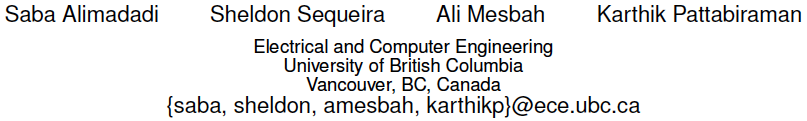 Saba Alimadadi Sheldon Sequeira Ali Mesbah Karthik Pattabiraman
Electrical and Computer Engineering
University of British Columbia
Vancouver, BC, Canada
{saba, sheldon, amesbah, karthikp}@ece.ubc.ca